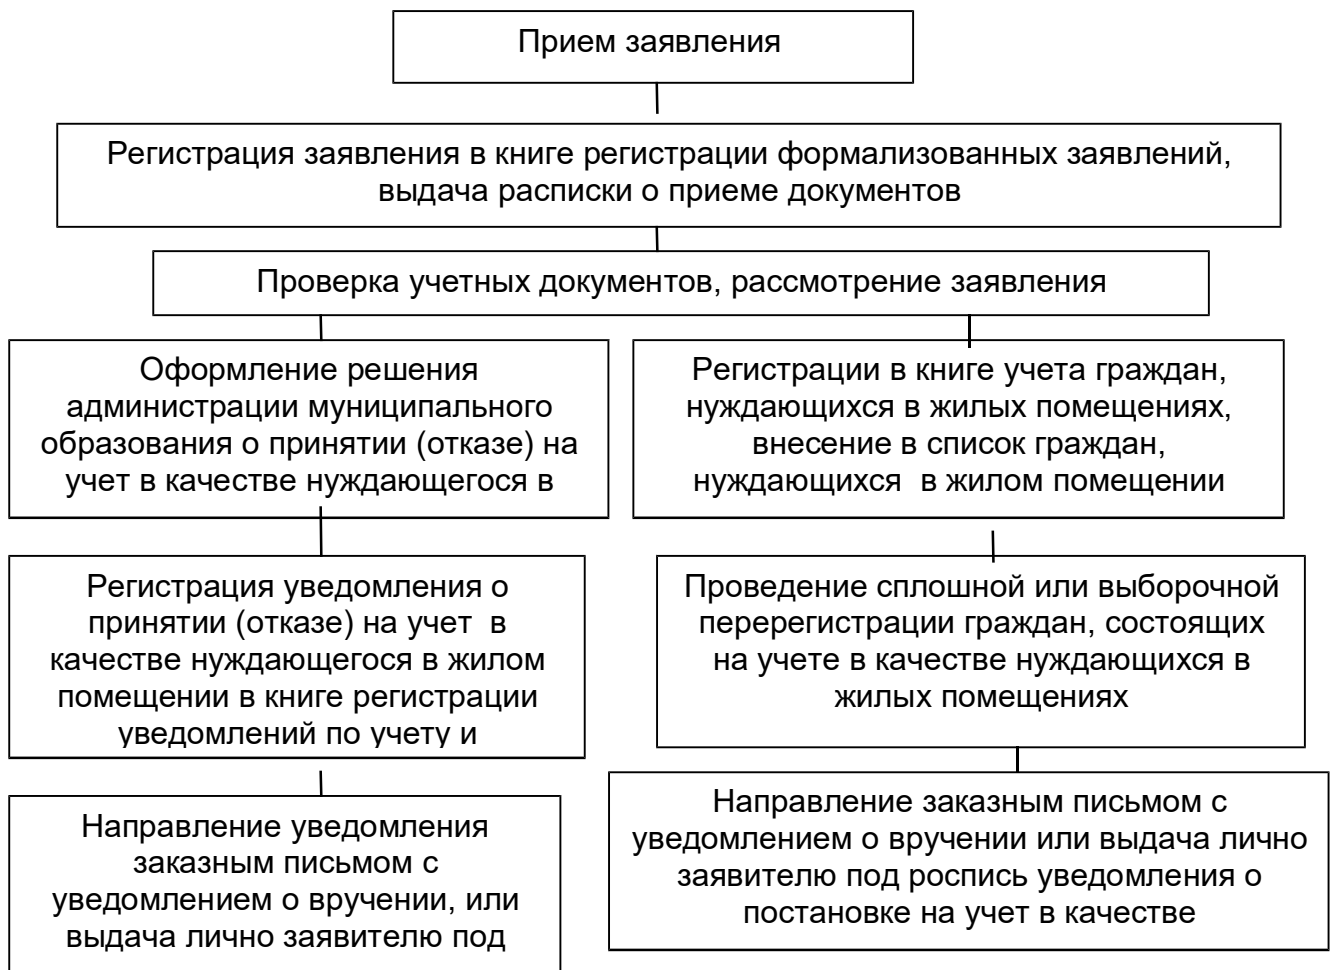 Прием заявления
Регистрация заявления в книге регистрации формализованных заявлений,
выдача расписки о приеме документов
Проверка учетных документов, рассмотрение заявления
Оформление решения
администрации муниципального
образования о принятии (отказе) на
учет в качестве нуждающегося в
Регистрации в книге учета граждан,
нуждающихся в жилых помещениях,
внесение в список граждан,
нуждающихся в жилом помещении
Регистрация уведомления о
принятии (отказе) на учет в
качестве нуждающегося в жилом
помещении в книге регистрации
уведомлений по учету и
Проведение сплошной или выборочной
перерегистрации граждан, состоящих
на учете в качестве нуждающихся в
жилых помещениях
Направление уведомления
заказным письмом с
уведомлением о вручении, или
выдача лично заявителю под
Направление заказным письмом с
уведомлением о вручении или выдача лично
заявителю под роспись уведомления о
постановке на учет в качестве